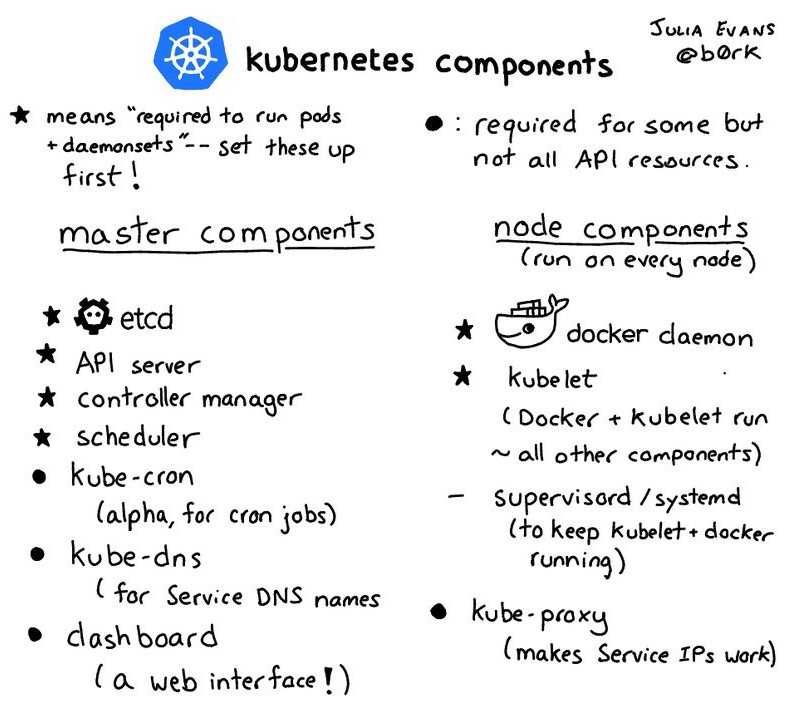 kubernetes components
JULIA EVANS
@b0rk
★ means "required to run pods
+ daemonsets" -- set these up
first!
● : required for some but
not all API resources.
master components
★ etcd
★ API server
★ controller manager
★ scheduler
● kube-cron
(alpha, for cron jobs)
● kube-dns
( for Service DNS names
● dashboard
(a web interface!)
node components
(run on every node)
★ docker daemon
★ kubelet
(Docker + kubelet run
~ all other components)
– supervisord / systemd
(to keep kubelet + docker
running)
● kube-proxy
(makes Service IPs work)